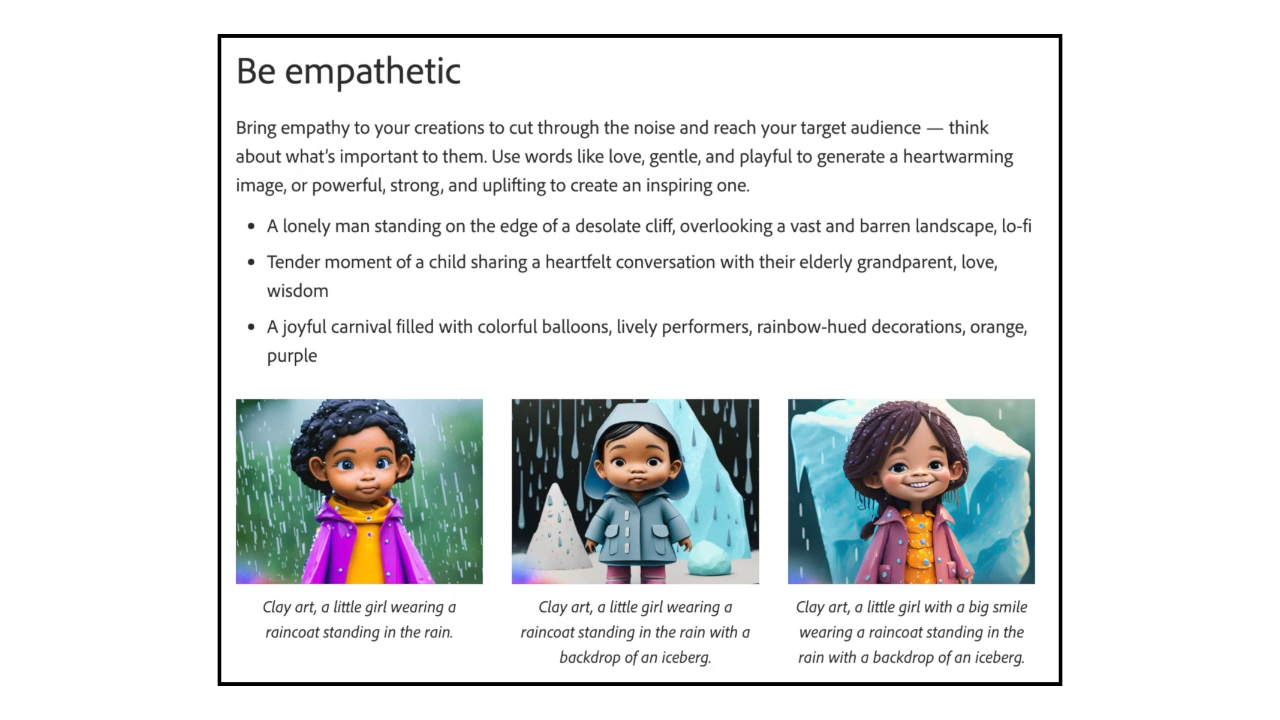 Be empathetic
Bring empathy to your creations to cut through the noise and reach your target audience — think
about what's important to them. Use words like love, gentle, and playful to generate a heartwarming
image, or powerful, strong, and uplifting to create an inspiring one.
• A lonely man standing on the edge of a desolate cliff, overlooking a vast and barren landscape, lo-fi
• Tender moment of a child sharing a heartfelt conversation with their elderly grandparent, love,
wisdom
• A joyful carnival filled with colorful balloons, lively performers, rainbow-hued decorations, orange,
purple
Clay art, a little girl wearing a
raincoat standing in the rain.
Clay art, a little girl wearing a
raincoat standing in the rain with a
backdrop of an iceberg.
Clay art, a little girl with a big smile
wearing a raincoat standing in the
rain with a backdrop of an iceberg.